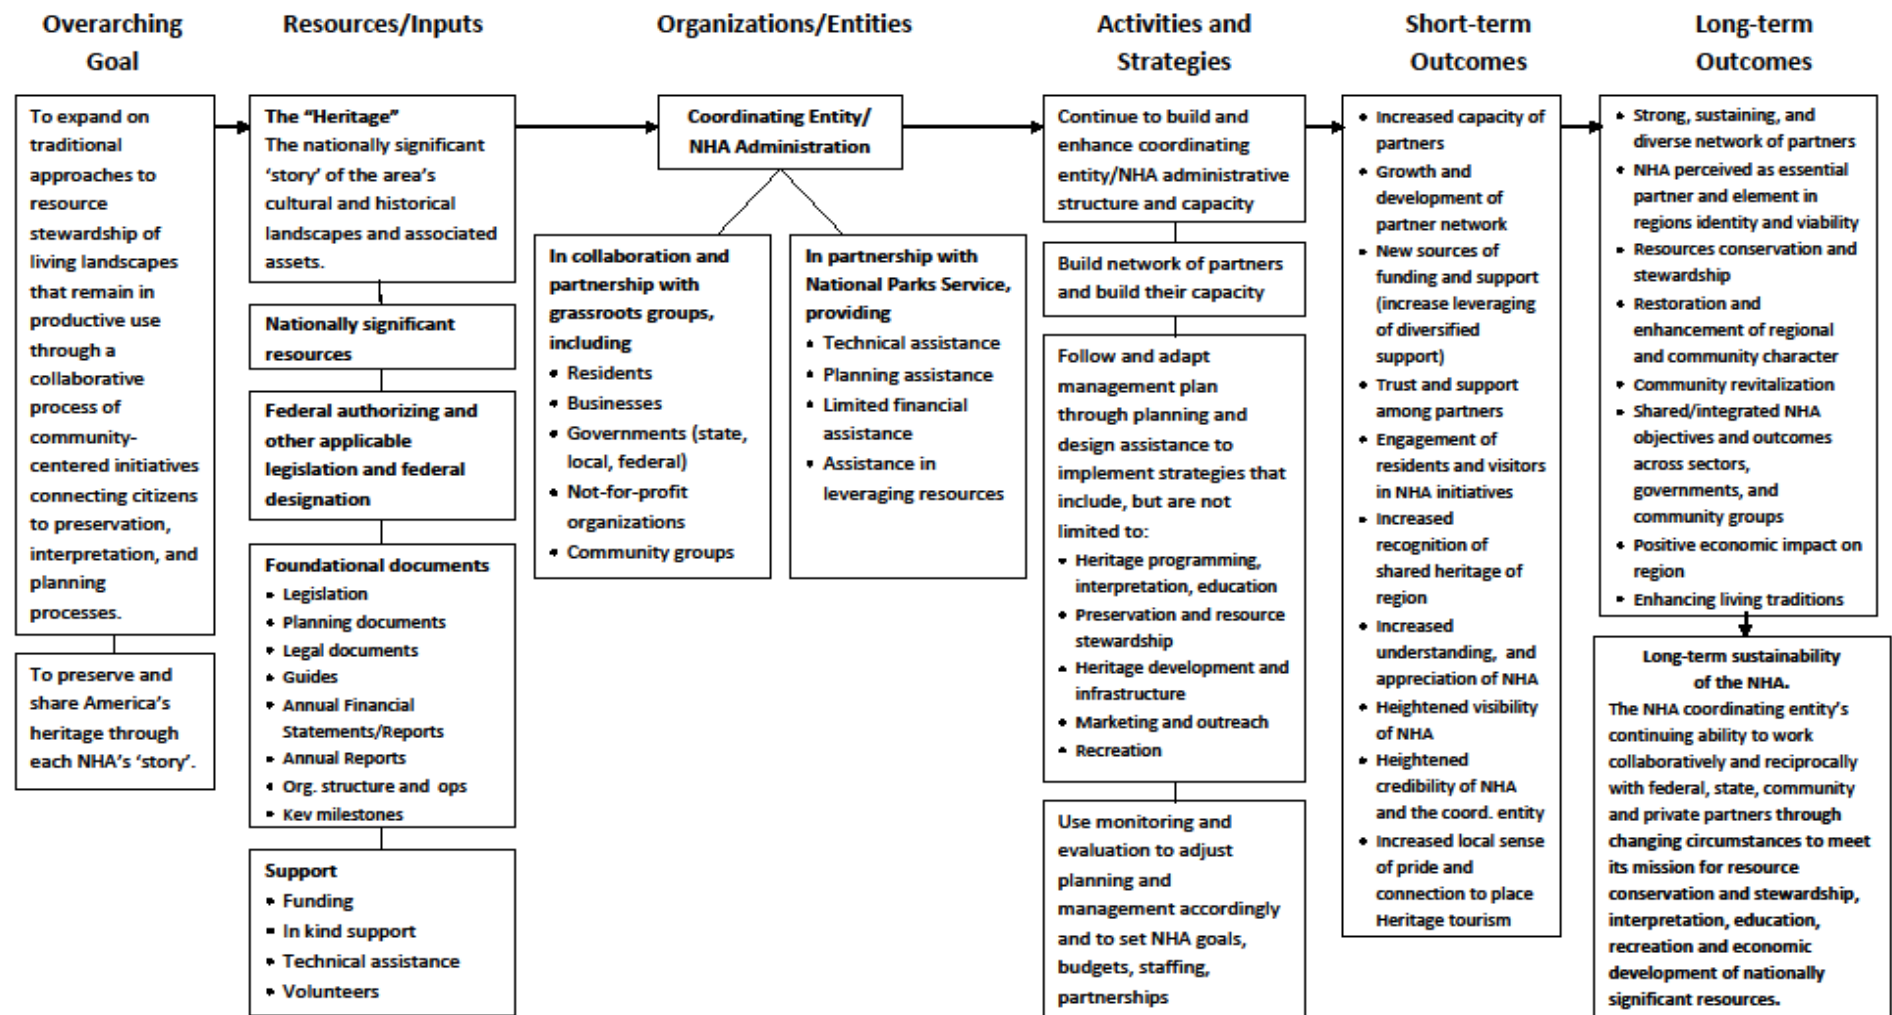 Overarching
Goal
To expand on
traditional
approaches to
resource
stewardship of
living landscapes
that remain in
productive use
through a
collaborative
process of
community-
centered initiatives
connecting citizens
to preservation,
interpretation, and
planning
processes.
To preserve and
share America's
heritage through
each NHA's 'story'.
Resources/Inputs
The "Heritage"
The nationally significant
'story' of the area's
cultural and historical
landscapes and associated
assets.
Nationally significant
resources
Federal authorizing and
other applicable
legislation and federal
designation
Foundational documents
• Legislation
• Planning documents
• Legal documents
• Guides
• Annual Financial
Statements/Reports
• Annual Reports
• Org. structure and ops
• Key milestones
Support
• Funding
• In kind support
• Technical assistance
• Volunteers
Organizations/Entities
Coordinating Entity/
NHA Administration
In collaboration and
partnership with
grassroots groups,
including
• Residents
• Businesses
• Governments (state,
local, federal)
• Not-for-profit
organizations
• Community groups
In partnership with
National Parks Service,
providing
• Technical assistance
• Planning assistance
• Limited financial
assistance
• Assistance in
leveraging resources
Activities and
Strategies
Continue to build and
enhance coordinating
entity/NHA administrative
structure and capacity
Build network of partners
and build their capacity
Follow and adapt
management plan
through planning and
design assistance to
implement strategies that
include, but are not
limited to:
• Heritage programming,
interpretation, education
• Preservation and resource
stewardship
• Heritage development and
infrastructure
• Marketing and outreach
• Recreation
Use monitoring and
evaluation to adjust
planning and
management accordingly
and to set NHA goals,
budgets, staffing,
partnerships
Short-term
Outcomes
• Increased capacity of
partners
• Growth and
development of
partner network
• New sources of
funding and support
(increase leveraging
of diversified
support)
• Trust and support
among partners
• Engagement of
residents and visitors
in NHA initiatives
• Increased
recognition of
shared heritage of
region
• Increased
understanding, and
appreciation of NHA
• Heightened visibility
of NHA
• Heightened
credibility of NHA
and the coord. entity
• Increased local sense
of pride and
connection to place
Heritage tourism
Long-term
Outcomes
• Strong, sustaining, and
diverse network of partners
• NHA perceived as essential
partner and element in
regions identity and viability
• Resources conservation and
stewardship
• Restoration and
enhancement of regional
and community character
• Community revitalization
• Shared/integrated NHA
objectives and outcomes
across sectors,
governments, and
community groups
• Positive economic impact on
region
• Enhancing living traditions
Long-term sustainability
of the NHA.
The NHA coordinating entity's
continuing ability to work
collaboratively and reciprocally
with federal, state, community
and private partners through
changing circumstances to meet
its mission for resource
conservation and stewardship,
interpretation, education,
recreation and economic
development of nationally
significant resources.